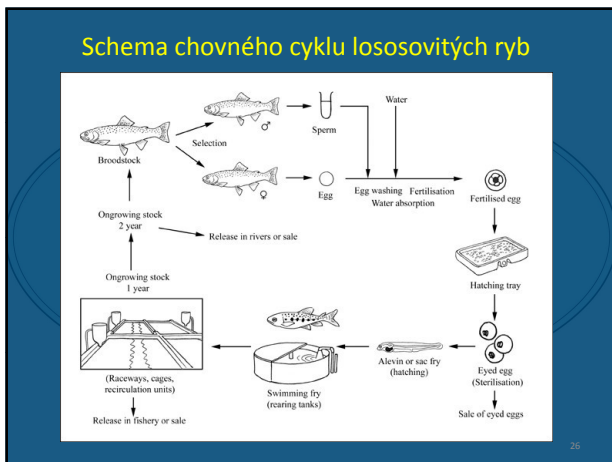 Schema chovného cyklu lososovitých ryb
Broodstock
Selection
♂
♀
Sperm
Egg
Water
Egg washing Fertilisation
Water absorption
Fertilised egg
Hatching tray
Eyed egg
(Sterilisation)
Sale of eyed eggs
Alevin or sac fry
(hatching)
Swimming fry
(rearing tanks)
(Raceways, cages,
recirculation units)
Release in fishery or sale
Ongrowing stock
1 year
Ongrowing stock
2 year
Release in rivers or sale
26